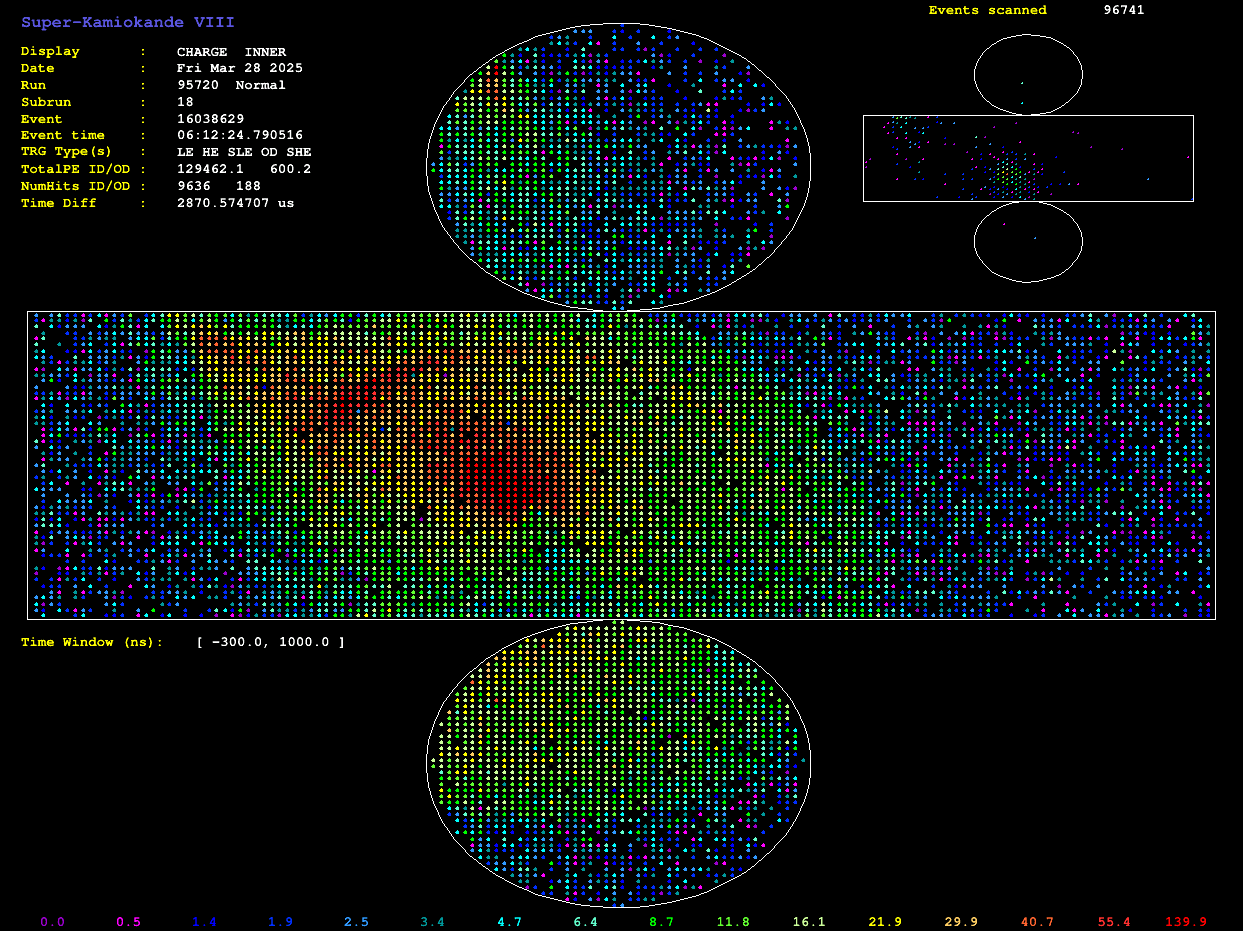 Super-Kamiokande VIII
Events scanned 96741
Display : CHARGE INNER
Date : Fri Mar 28 2025
Run : 95720 Normal
Subrun : 18
Event : 16038629
Event time : 06:12:24.790516
TRG Type(s) : LE HE SLE OD SHE
TotalPE ID/OD : 129462.1 600.2
NumHits ID/OD : 9636 188
Time Diff : 2870.574707 us
Time Window (ns): [ -300.0, 1000.0 ]
0.0 0.5 1.4 1.9 2.5 3.4 4.7 6.4 8.7 11.8 16.1 21.9 29.9 40.7 55.4 139.9